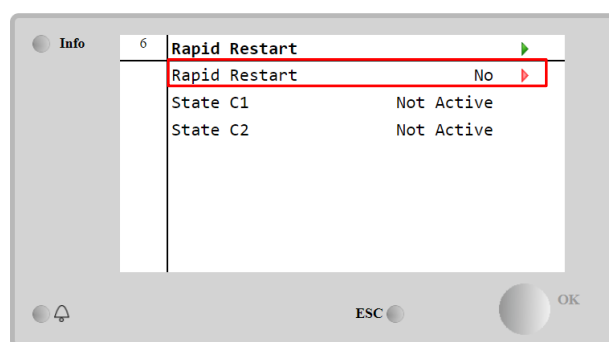 Info
6 Rapid Restart
Rapid Restart No
State C1 Not Active
State C2 Not Active
ESC
OK